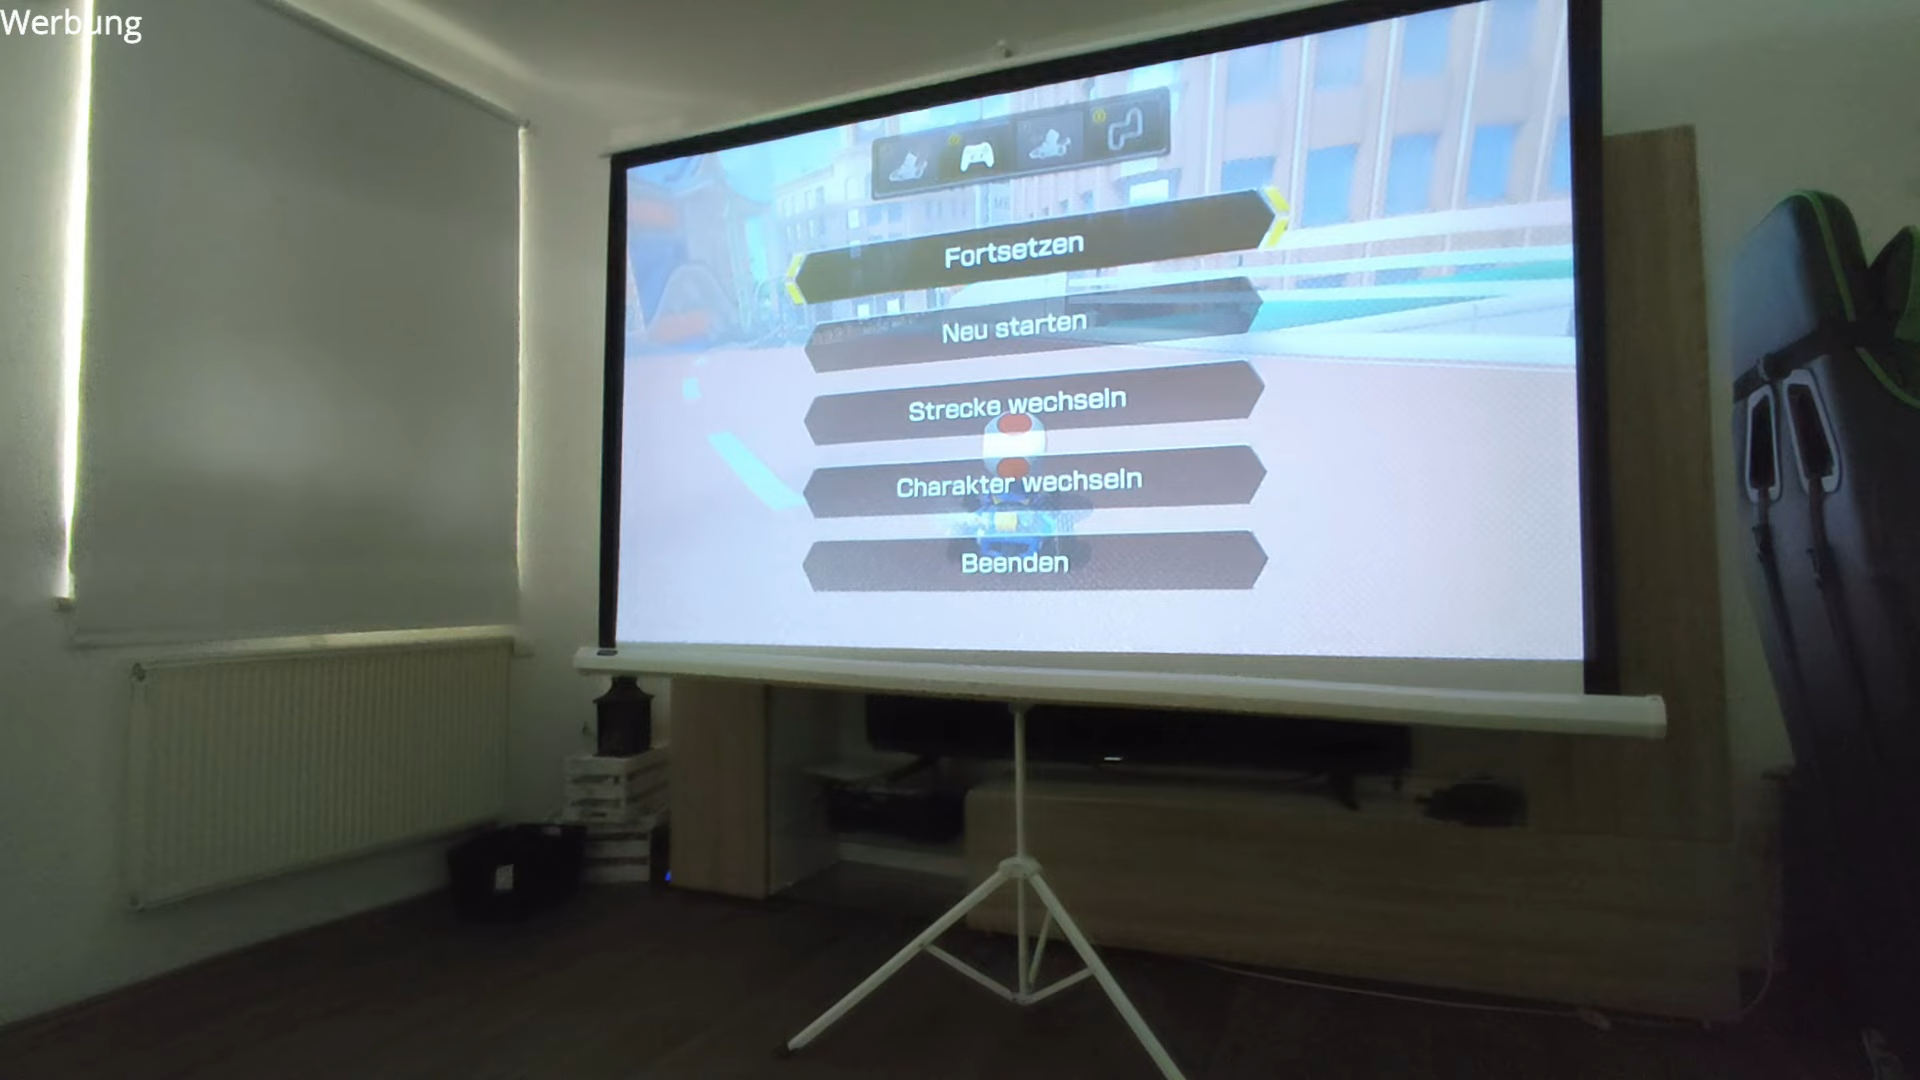 Werbung
Fortsetzen
Neu starten
Strecke wechseln
Charakter wechseln
Beenden